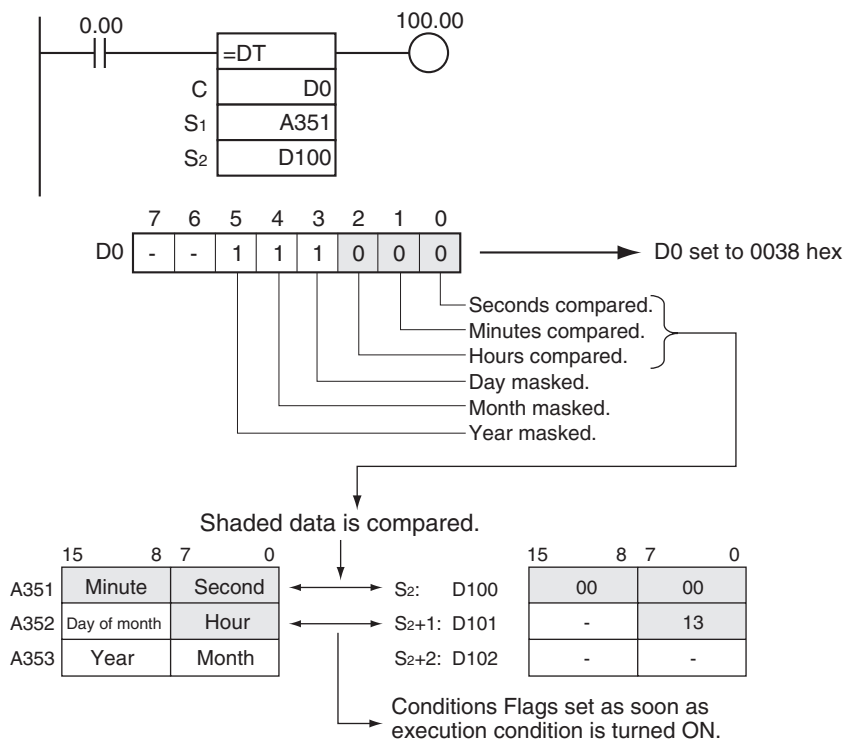 0.00
100.00
=DT
C D0
S1 A351
S2 D100
7 6 5 4 3 2 1 0
D0 - - 1 1 1 0 0 0 D0 set to 0038 hex
Seconds compared.
Minutes compared.
Hours compared.
Day masked.
Month masked.
Year masked.
Shaded data is compared.
15 8 7 0 15 8 7 0
A351 Minute Second S2: D100 00 00
A352 Day of month Hour S2+1: D101 - 13
A353 Year Month S2+2: D102 - -
Conditions Flags set as soon as
execution condition is turned ON.